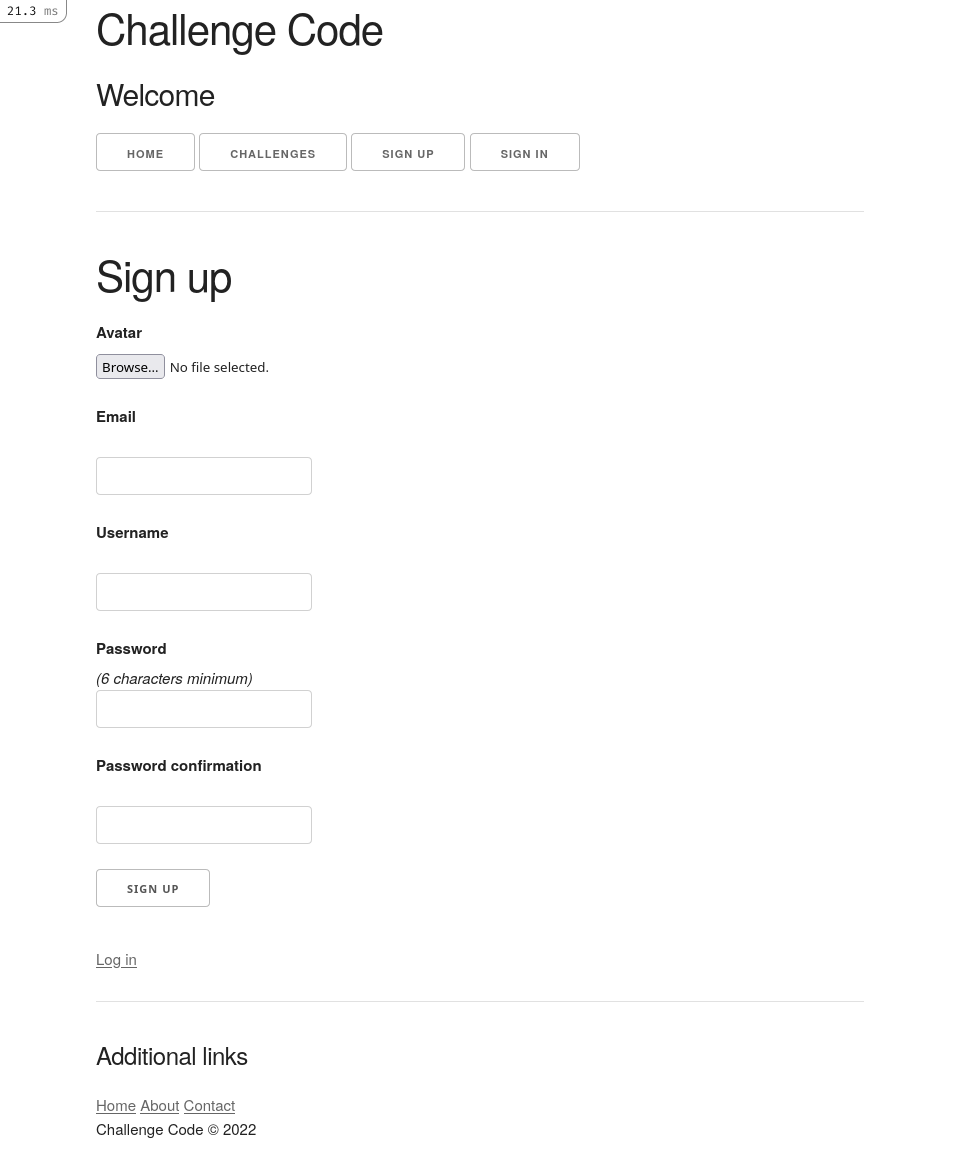 21.3 ms
Challenge Code
Welcome
HOME CHALLENGES SIGN UP SIGN IN
Sign up
Avatar
Browse... No file selected.
Email
Username
Password
(6 characters minimum)
Password confirmation
SIGN UP
Log in
Additional links
Home About Contact
Challenge Code © 2022